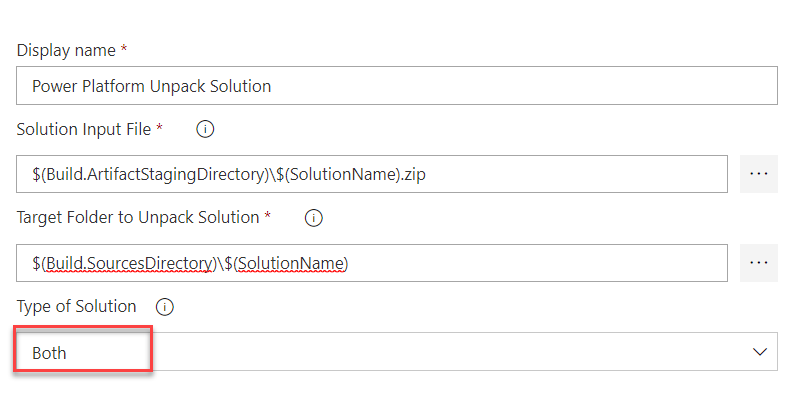 Display name *
Power Platform Unpack Solution
Solution Input File *
$(Build.ArtifactStagingDirectory)\$(SolutionName).zip
Target Folder to Unpack Solution *
$(Build.SourcesDirectory)\$(SolutionName)
Type of Solution
Both